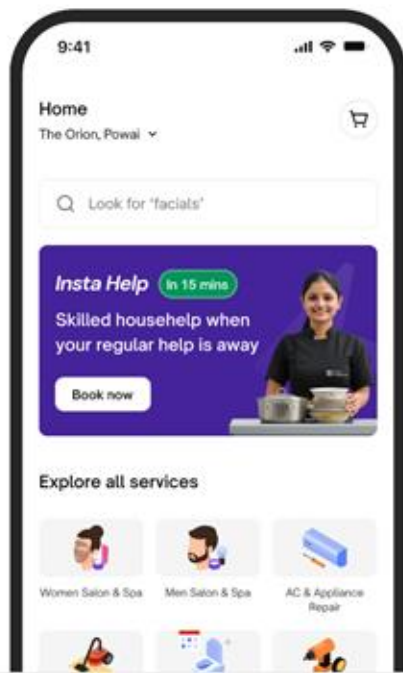 9:41
Home
The Orion, Powai
Look for 'facials'
Insta Help In 15 mins
Skilled househelp when
your regular help is away
Book now
Explore all services
Women Salon & Spa Men Salon & Spa AC & Appliance
Repair